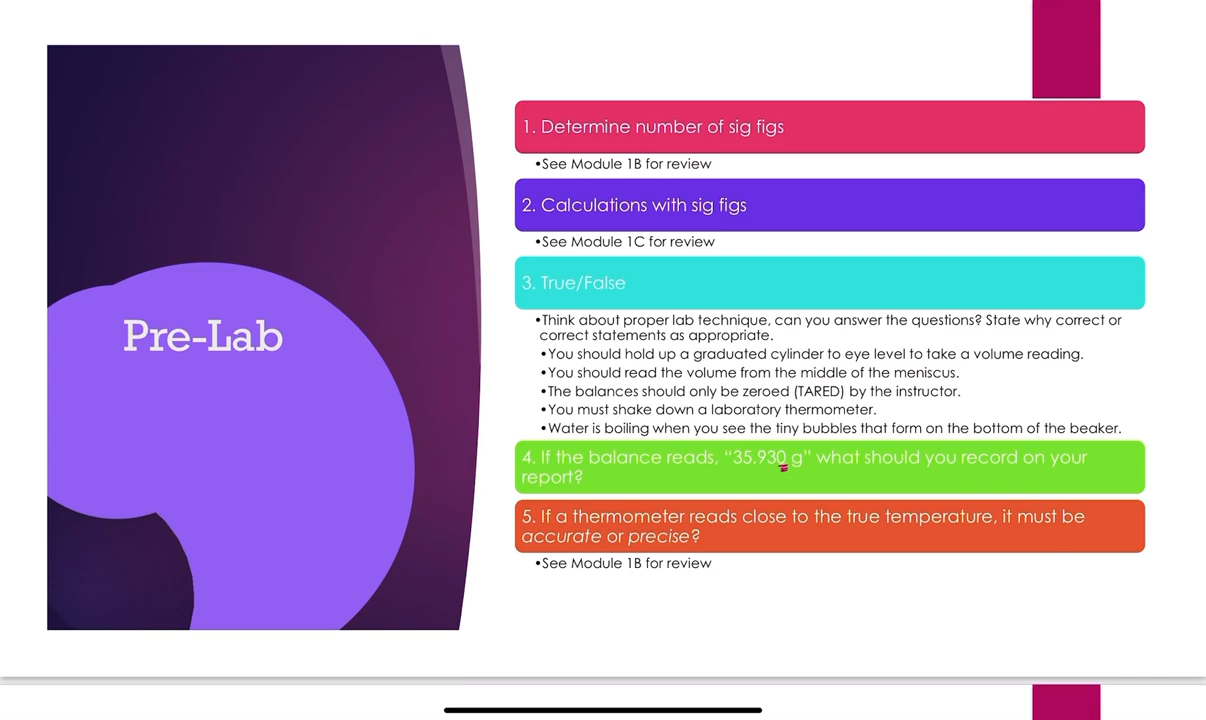 Pre-Lab
1. Determine number of sig figs
•See Module 1B for review
2. Calculations with sig figs
•See Module 1C for review
3. True/False
•Think about proper lab technique, can you answer the questions? State why correct or
correct statements as appropriate.
•You should hold up a graduated cylinder to eye level to take a volume reading.
•You should read the volume from the middle of the meniscus.
•The balances should only be zeroed (TARED) by the instructor.
•You must shake down a laboratory thermometer.
•Water is boiling when you see the tiny bubbles that form on the bottom of the beaker.
4. If the balance reads, “35.930 g” what should you record on your
report?
5. If a thermometer reads close to the true temperature, it must be
accurate or precise?
•See Module 1B for review